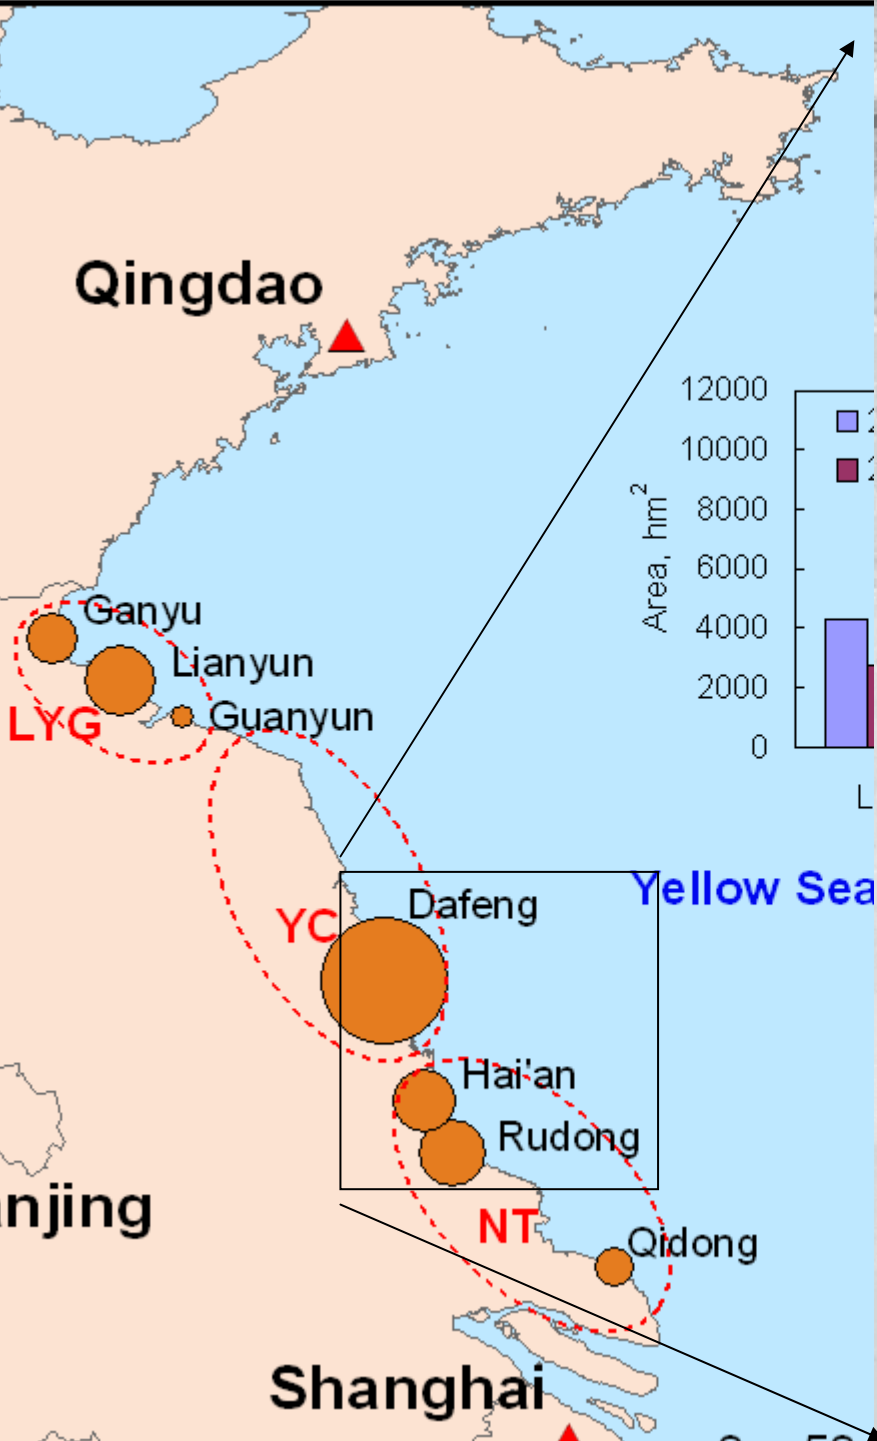 Qingdao
12000
10000
8000
6000
4000
2000
0
Area, hm²
L
Ganyu
Lianyun
LYG
Guanyun
Yellow Sea
Dafeng
YC
Hai'an
Rudong
njing
NT
Qidong
Shanghai